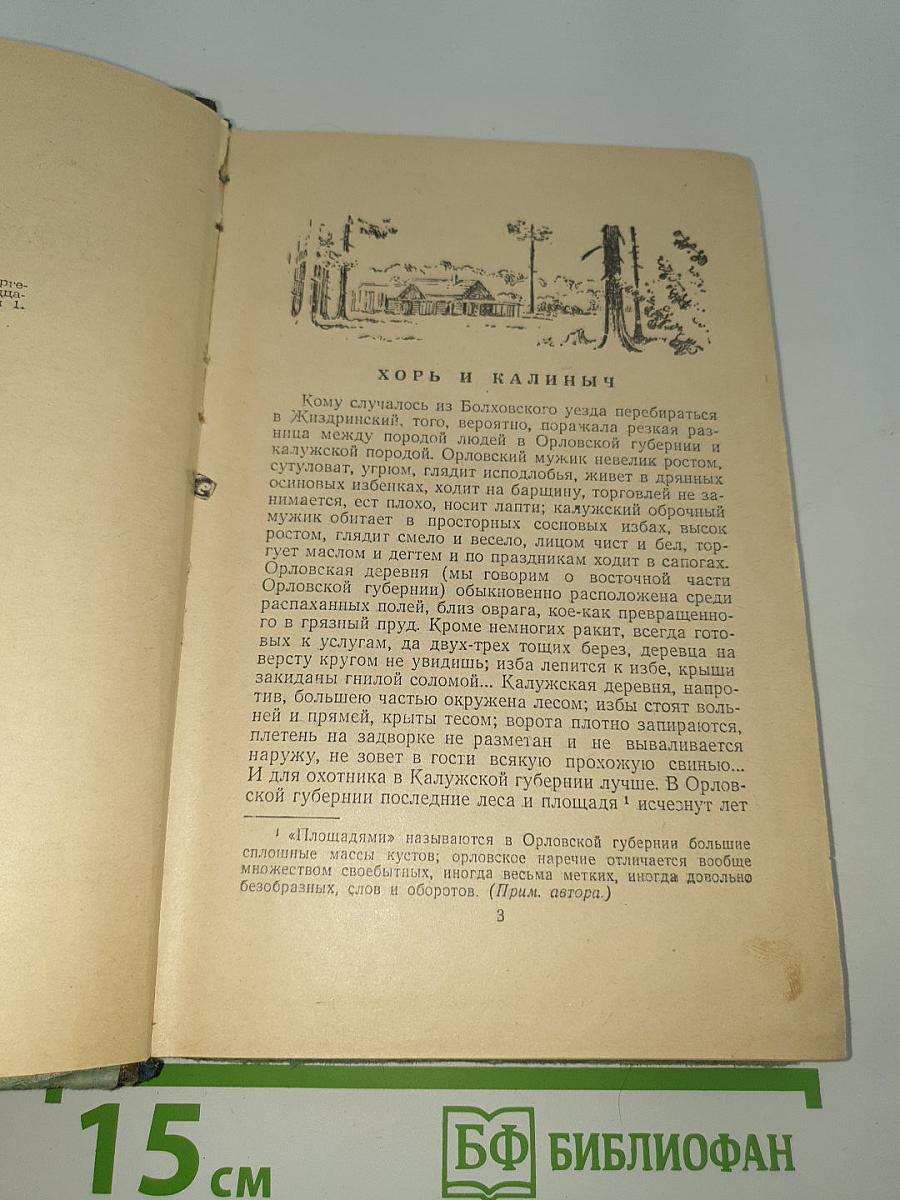 ХОРЬ И КАЛИНЫЧ
Кому случалось из Болховского уезда перебираться
в Жиздринский, того, вероятно, поражала резкая раз-
ница между породой людей в Орловской губернии и
калужской породой. Орловский мужик невелик ростом,
сутуловат, угрюм, глядит исподлобья, живет в дрянных
осиновых избенках, ходит на барщину, торговлей не за-
нимается, ест плохо, носит лапти; калужский оброчный
мужик обитает в просторных сосновых избах, высок
ростом, глядит смело и весело, лицом чист и бел, тор-
гует маслом и дегтем и по праздникам ходит в сапогах.
Орловская деревня (мы говорим о восточной части
Орловской губернии) обыкновенно расположена среди
распаханных полей, близ оврага, кое-как превращенно-
го в грязный пруд. Кроме немногих ракит, всегда гото-
вых к услугам, да двух-трех тощих берез, деревца на
версту кругом не увидишь; изба лепится к избе, крыши
закиданы гнилой соломой... Калужская деревня, напро-
тив, большею частью окружена лесом; избы стоят воль-
ней и прямей, крыты тесом; ворота плотно запираются,
плетень на задворке не разметан и не вываливается
наружу, не зовет в гости всякую прохожую свинью...
И для охотника в Калужской губернии лучше. В Орлов-
ской губернии последние леса и площадя ¹ исчезнут лет
¹ «Площадями» называются в Орловской губернии большие
сплошные массы кустов; орловское наречие отличается вообще
множеством своебытных, иногда весьма метких, иногда довольно
безобразных, слов и оборотов. (Прим. автора.)
3
15 см
БФ БИБЛИОФАН